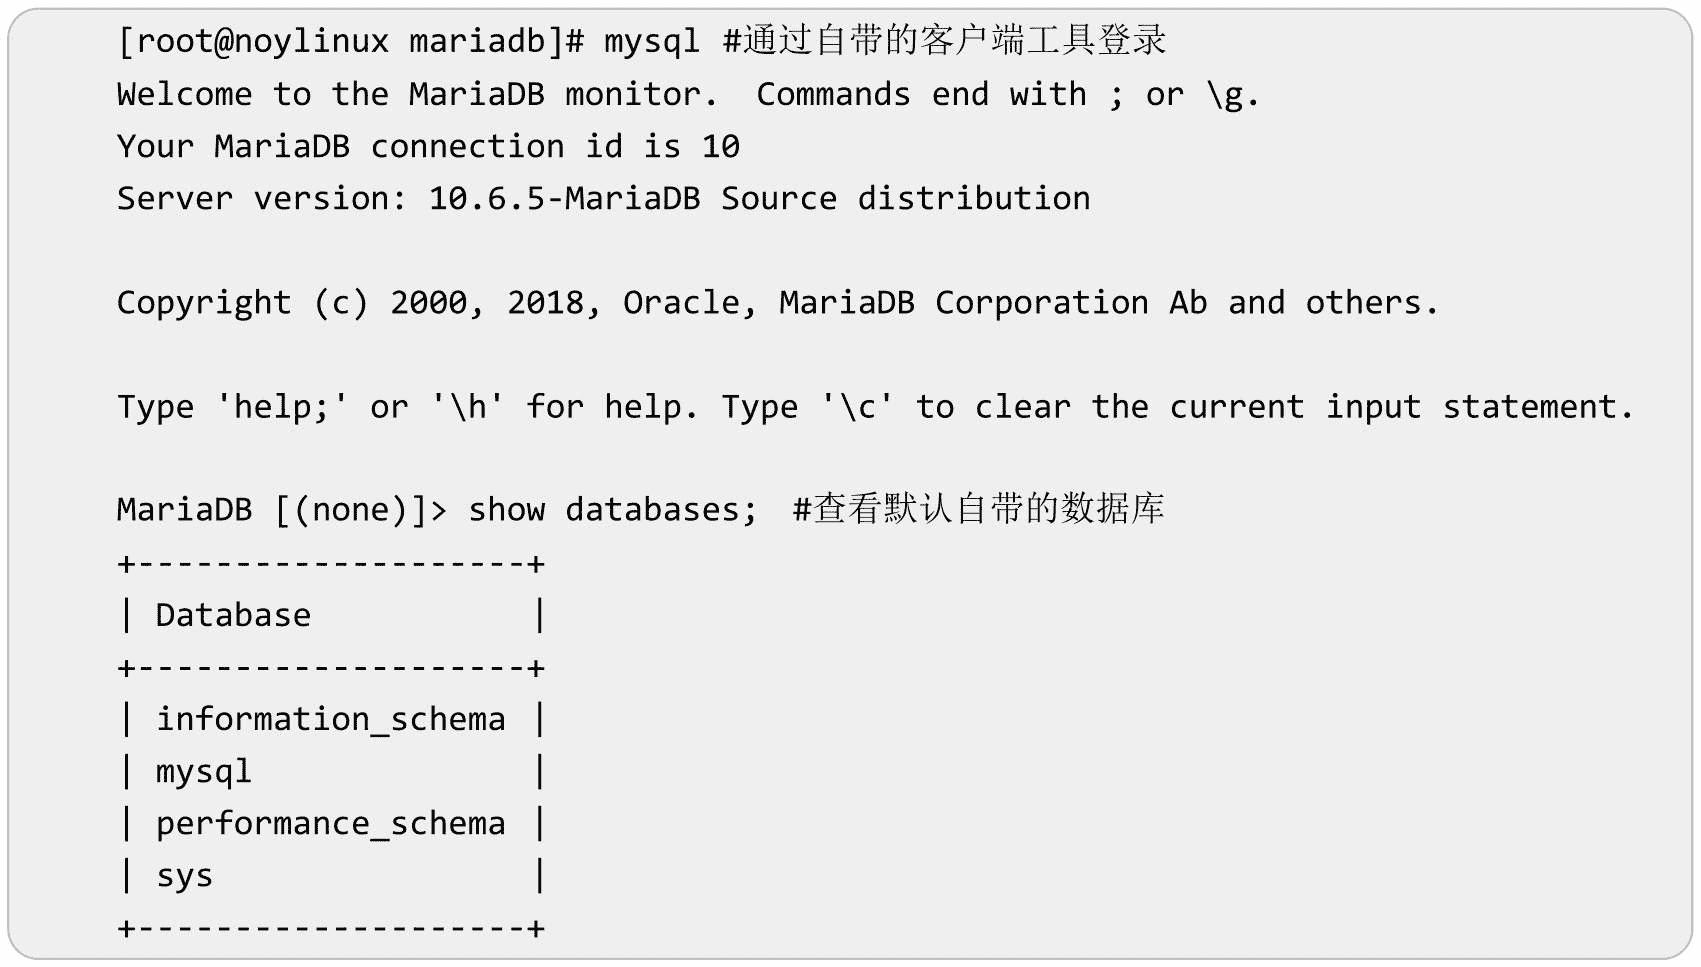 [root@noylinux mariadb]# mysql #通过自带的客户端工具登录
Welcome to the MariaDB monitor.  Commands end with ; or \g.
Your MariaDB connection id is 10
Server version: 10.6.5-MariaDB Source distribution
Copyright (c) 2000, 2018, Oracle, MariaDB Corporation Ab and others.
Type 'help;' or '\h' for help. Type '\c' to clear the current input statement.
MariaDB [(none)]> show databases;  #查看默认自带的数据库
+--------------------+
| Database           |
+--------------------+
| information_schema |
| mysql              |
| performance_schema |
| sys                |
+--------------------+